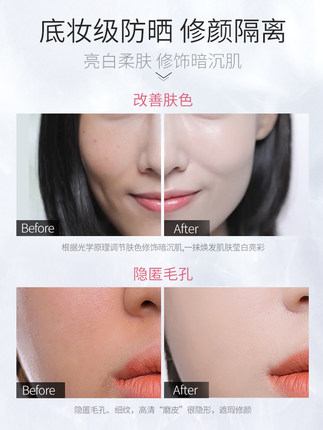 底妆级防晒 修颜隔离
亮白柔肤 修饰暗沉肌
改善肤色
Before
After
根据光学原理调节肤色修饰暗沉肌,一抹焕发肌肤莹白亮彩
隐匿毛孔
Before
After
隐匿毛孔、细纹，高清“磨皮”很隐形，遮瑕修颜